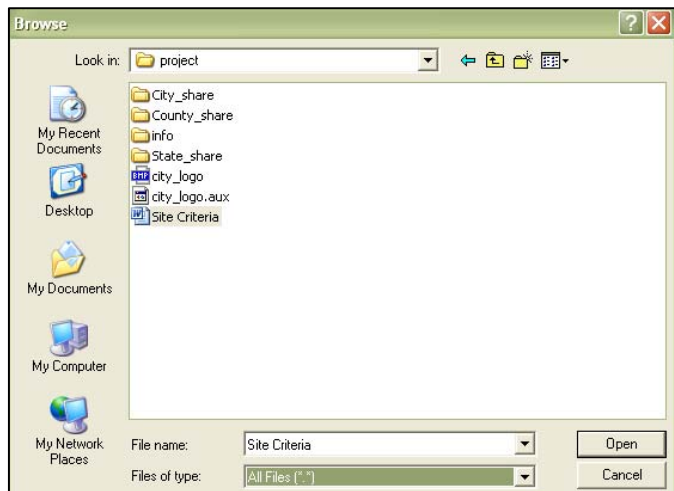 Browse
Look in: project
City_share
County_share
info
State_share
BMP city_logo
city_logo.aux
Site Criteria
My Recent
Documents
Desktop
My Documents
My Computer
My Network
Places
File name: Site Criteria Open
Files of type: All Files (".") Cancel